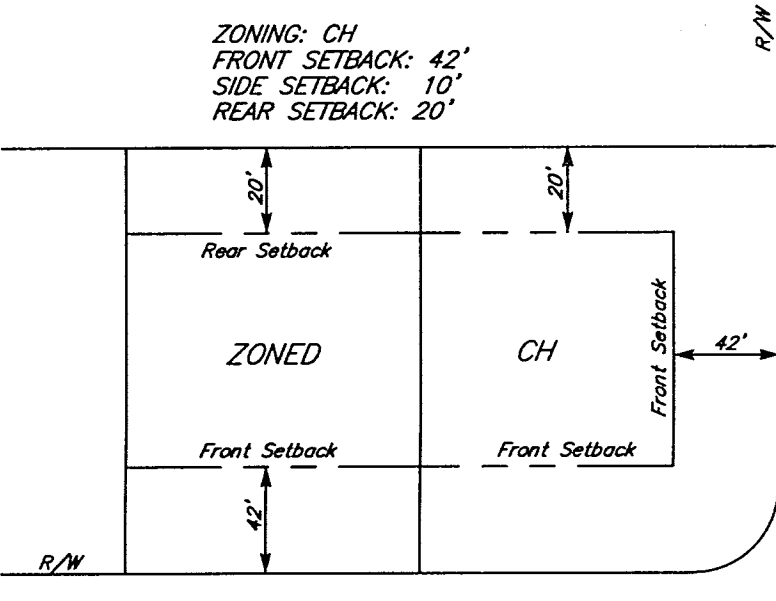 R/W
ZONING: CH
FRONT SETBACK: 42'
SIDE SETBACK: 10'
REAR SETBACK: 20'
20'
20'
Rear Setback
ZONED
CH
Front Setback
42'
Front Setback
Front Setback
42'
R/W